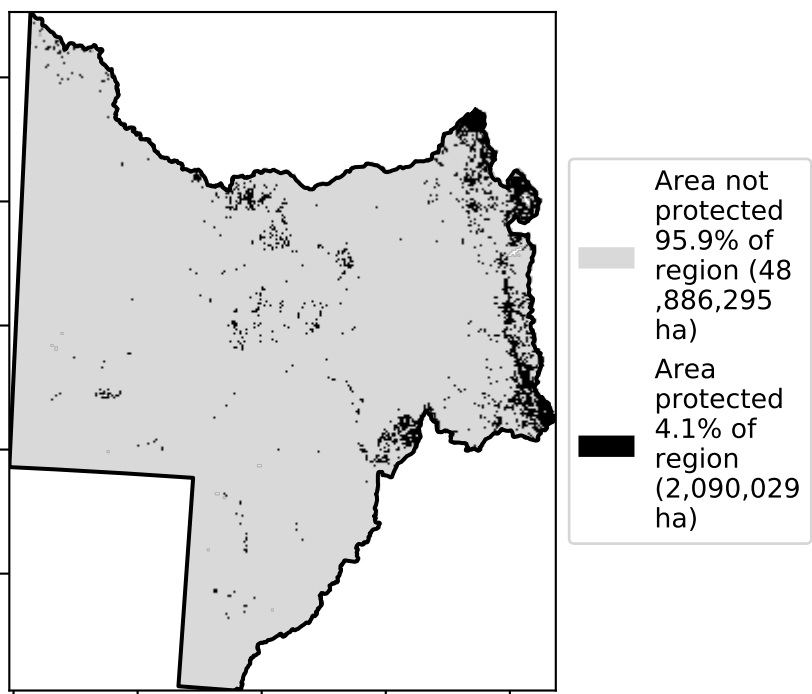 Area not
protected
95.9% of
region (48
,886,295
ha)
Area
protected
4.1% of
region
(2,090,029
ha)